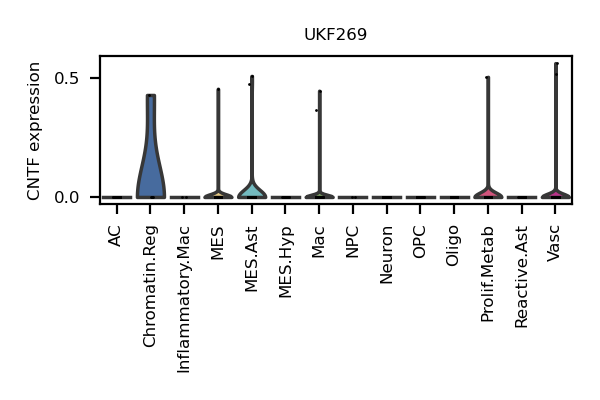 UKF269
CNTF expression
0.5
0.0
AC
Chromatin.Reg
Inflammatory.Mac
MES
MES.Ast
MES.Hyp
Mac
NPC
Neuron
OPC
Oligo
Prolif.Metab
Reactive.Ast
Vasc